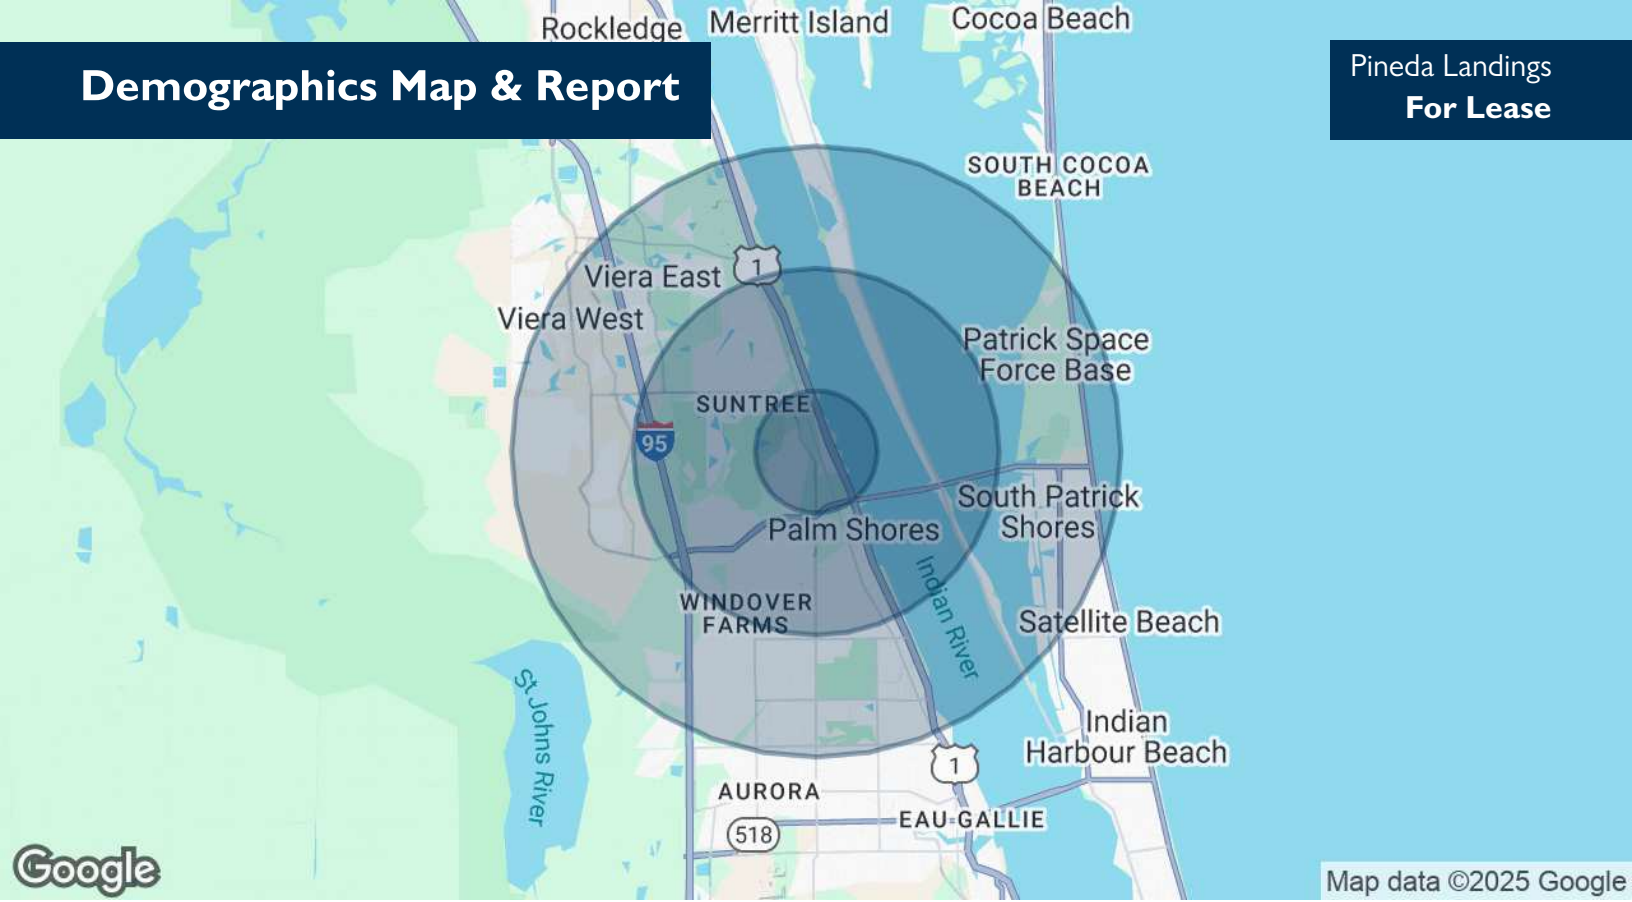 Rockledge
Merritt Island
Cocoa Beach
Demographics Map & Report
Pineda Landings
For Lease
SOUTH COCOA
BEACH
Viera East
1
Viera West
Patrick Space
Force Base
SUNTREE
95
South Patrick
Shores
Palm Shores
Indian River
WINDOVER
FARMS
Satellite Beach
St Johns River
Indian
Harbour Beach
1
AURORA
EAU GALLIE
518
Google
Map data ©2025 Google